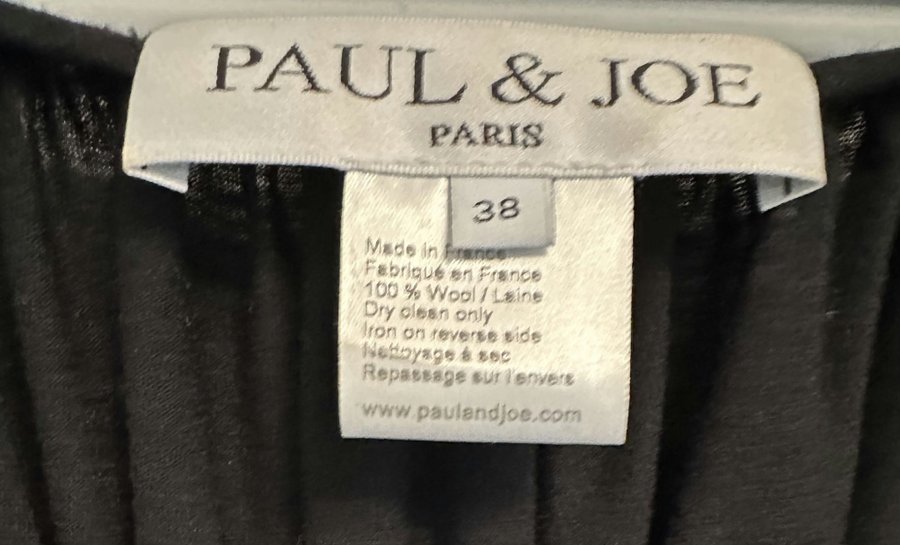 PAUL & JOE
PARIS
38
Made in France
Fabriqué en France
100 % Wool / Laine
Dry clean only
Iron on reverse side
Nettoyage à sec
Repassage sur l'envers
www.paulandjoe.com